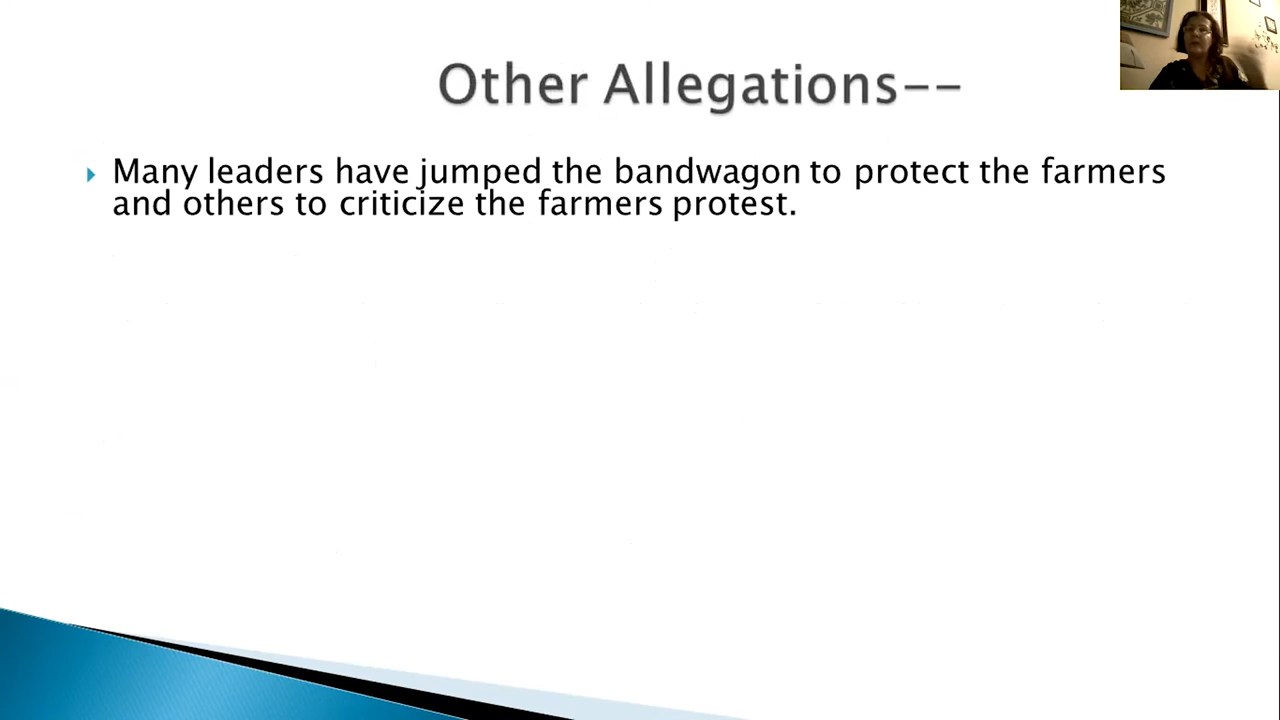 Other Allegations--
Many leaders have jumped the bandwagon to protect the farmers
and others to criticize the farmers protest.